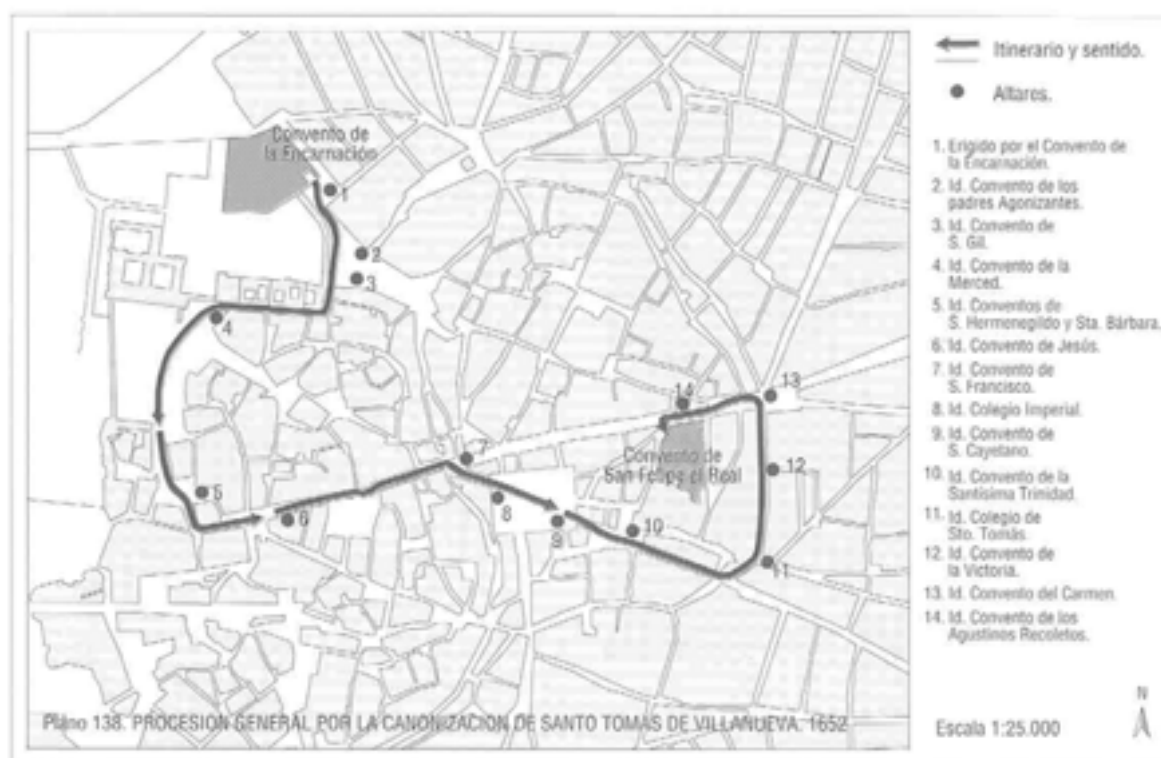 Itinerario y sentido.
Altares.
1. Erigido por el Convento de
la Encarnación.
2. Id. Convento de los
padres Agonizantes.
3. Id. Convento de
S. Gil.
4. Id. Convento de la
Merced.
5. Id. Conventos de
S. Hermenegildo y Sta. Bárbara.
6. Id. Convento de Jesús.
7. Id. Convento de
S. Francisco.
8. Id. Colegio Imperial.
9. Id. Convento de
S. Cayetano.
10. Id. Convento de la
Santísima Trinidad.
11. Id. Colegio de
Sto. Tomás.
12. Id. Convento de
la Victoria.
13. Id. Convento del Carmen.
14. Id. Convento de los
Agustinos Recoletos.
Convento de
la Encarnación
1
2
3
4
5
6
7
8
9
10
11
12
13
14
Convento de
San Felipe el Real
Plano 138. PROCESION GENERAL POR LA CANONIZACION DE SANTO TOMAS DE VILLANUEVA. 1652
Escala 1:25.000
N